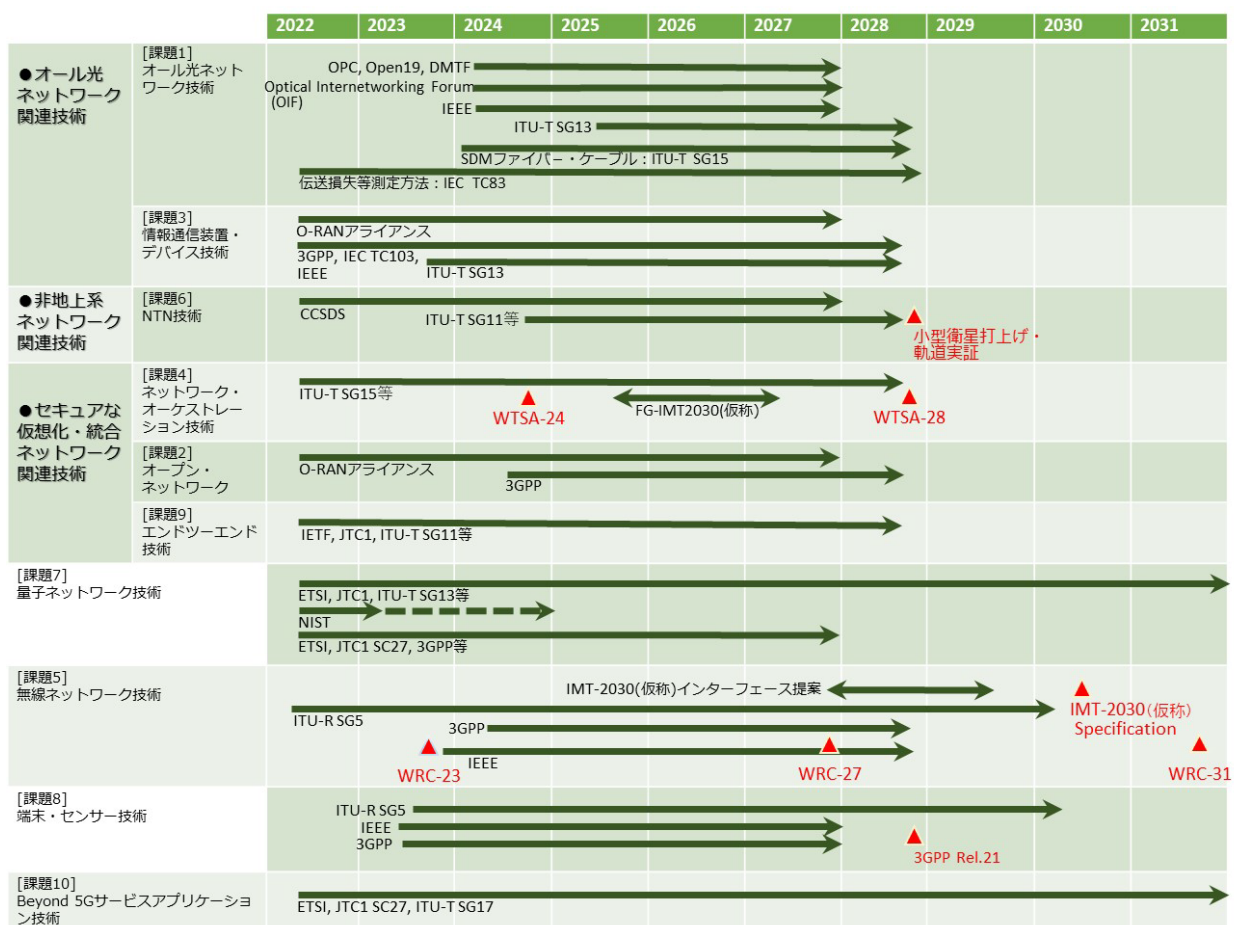 2022 2023 2024 2025 2026 2027 2028 2029 2030 2031
●オール光
ネットワーク
関連技術
[課題1]
オール光ネット
ワーク技術
OPC, Open19, DMTF
Optical Internetworking Forum
(OIF)
IEEE
ITU-T SG13
SDMファイバー・ケーブル：ITU-T SG15
伝送損失等測定方法：IEC TC83
[課題3]
情報通信装置・
デバイス技術
O-RANアライアンス
3GPP, IEC TC103,
IEEE
ITU-T SG13
●非地上系
ネットワーク
関連技術
[課題6]
NTN技術
CCSDS
ITU-T SG11等
小型衛星打上げ・
軌道実証
●セキュアな
仮想化・統合
ネットワーク
関連技術
[課題4]
ネットワーク・
オーケストレー
ション技術
ITU-T SG15等
WTSA-24
FG-IMT2030(仮称)
WTSA-28
[課題2]
オープン・
ネットワーク
O-RANアライアンス
3GPP
[課題9]
エンドツーエンド
技術
IETF, JTC1, ITU-T SG11等
[課題7]
量子ネットワーク技術
ETSI, JTC1, ITU-T SG13等
NIST
ETSI, JTC1 SC27, 3GPP等
[課題5]
無線ネットワーク技術
IMT-2030(仮称)インターフェース提案
ITU-R SG5
3GPP
IEEE
WRC-23
WRC-27
IMT-2030(仮称)
Specification
WRC-31
[課題8]
端末・センサー技術
ITU-R SG5
IEEE
3GPP
3GPP Rel.21
[課題10]
Beyond 5Gサービスアプリケーショ
ン技術
ETSI, JTC1 SC27, ITU-T SG17